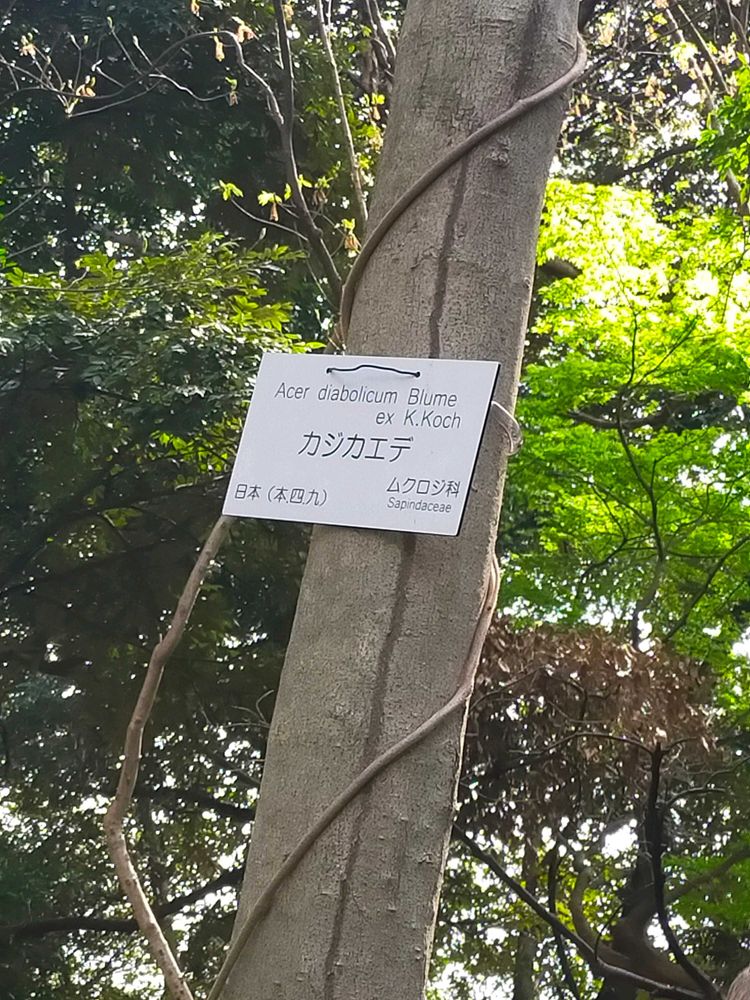 Acer diabolicum Blume
ex K.Koch
カジカエデ
日本（本.四.九）
ムクロジ科
Sapindaceae